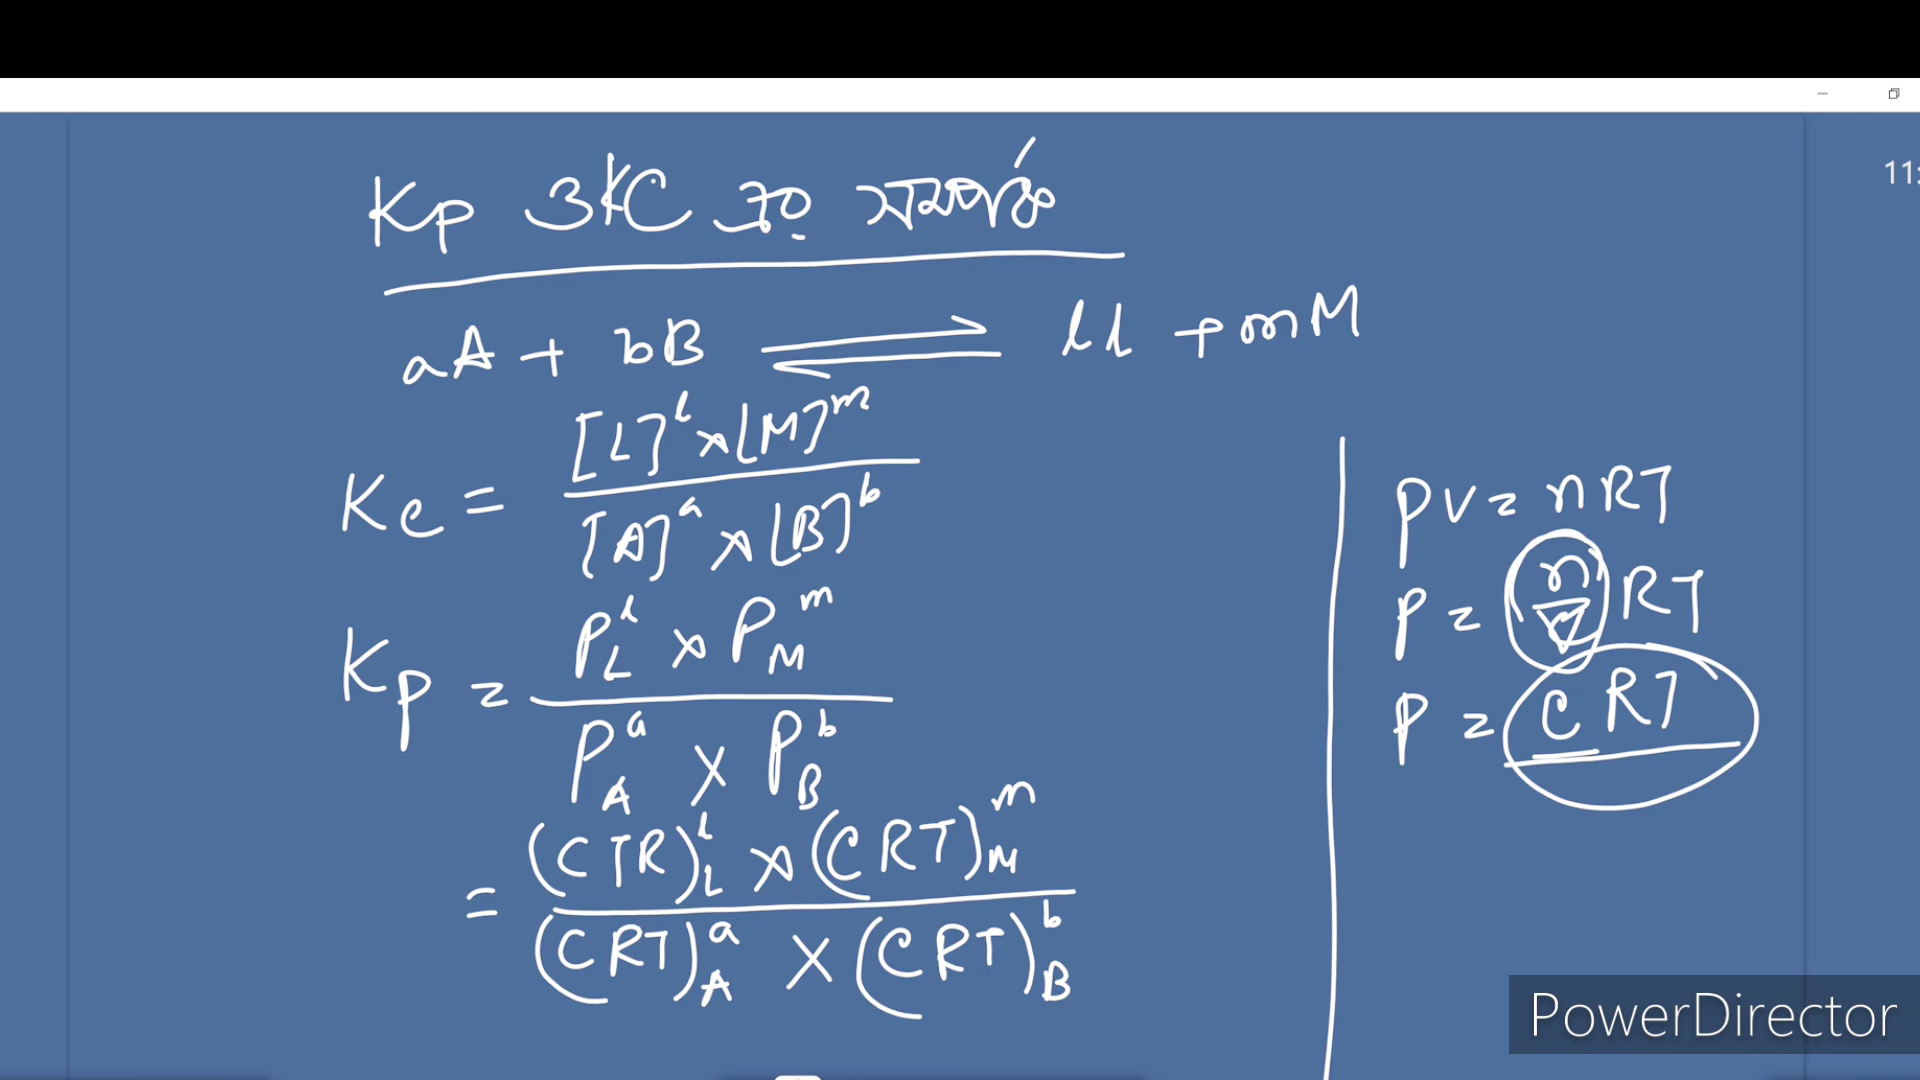 Kp ও KC এর সম্পর্ক
11:
aA + bB ⇌ lL + mM
Kc = [L]^l × [M]^m / [A]^a × [B]^b
Kp = P_L^l × P_M^m / P_A^a × P_B^b
= (CTR)_L^l × (CRT)_M^m / (CRT)_A^a × (CRT)_B^b
PV = nRT
P = n/V RT
P = CRT
PowerDirector